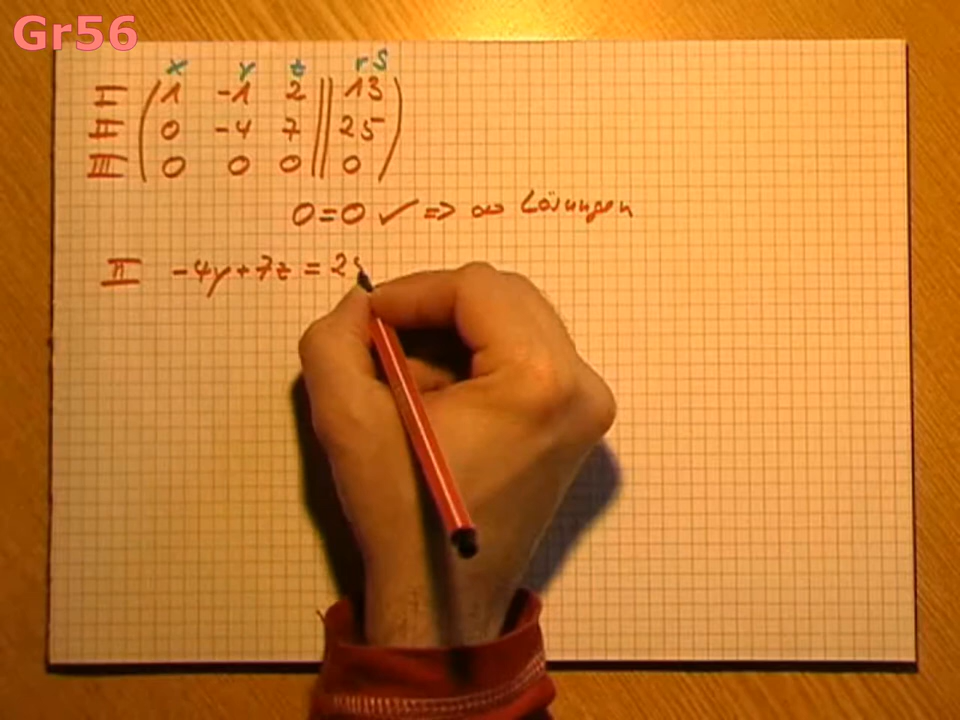 Gr56
x y z rS
I ( 1 -1 2 || 13 )
II ( 0 -4 7 || 25 )
III ( 0 0 0 || 0 )
0=0 ✓ => ∞ Lösungen
II -4y+7z = 2